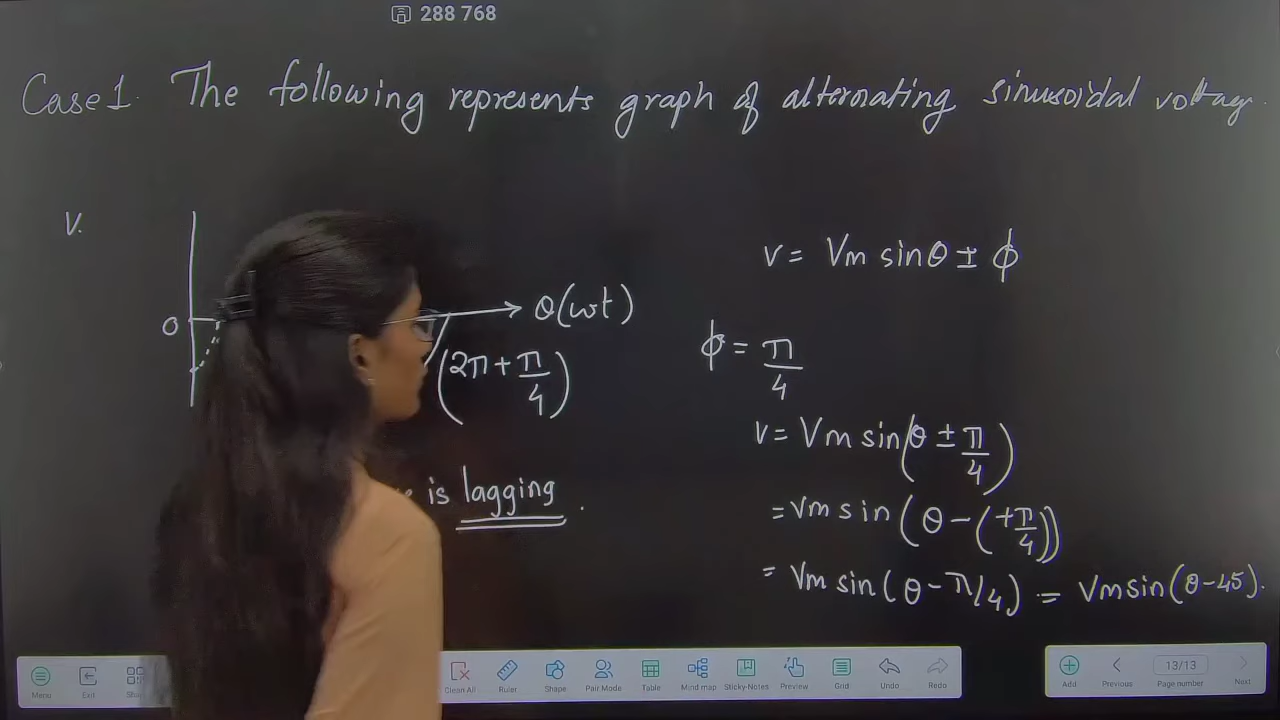 288 768
Case 1. The following represents graph of alternating sinusoidal voltage.
V.
V = Vm sinθ ± ϕ
0
θ(wt)
ϕ = π/4
(2π + π/4)
V = Vm sin(θ ± π/4)
is lagging.
= Vm sin(θ - (+π/4))
= Vm sin(θ - π/4) = Vm sin(θ - 45).
Menu Exit Clean All Ruler Shape Pair Mode Table Mind map Sticky-Notes Preview Grid Undo Redo Add Previous 13/13 Page number Next